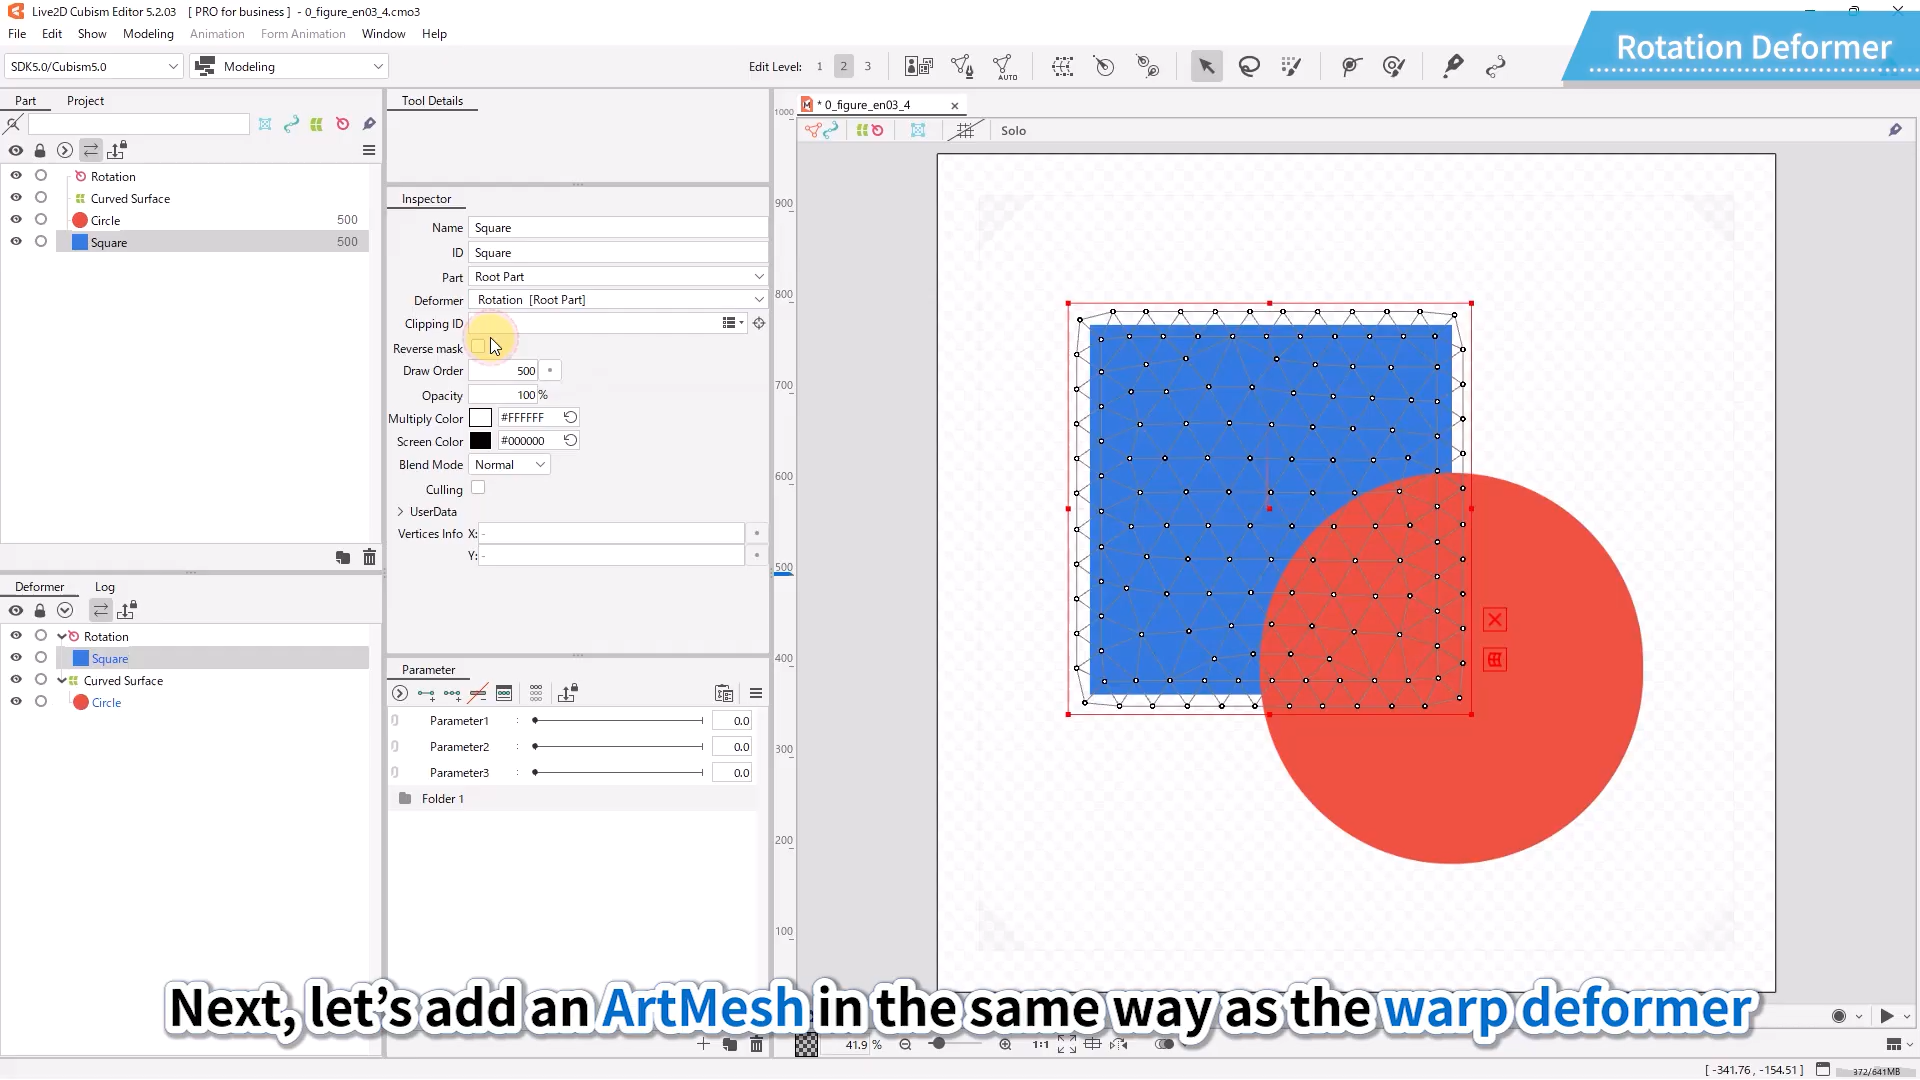 Live2D Cubism Editor 5.2.03 [ PRO for business ] - 0_figure_en03_4.cmo3
File Edit Show Modeling Animation Form Animation Window Help
Rotation Deformer
SDK5.0/Cubism5.0 Modeling Edit Level: 1 2 3 AUTO
Part Project
Rotation
Curved Surface
Circle 500
Square 500
Deformer Log
Rotation
Square
Curved Surface
Circle
Tool Details
Inspector
Name Square
ID Square
Part Root Part
Deformer Rotation [Root Part]
Clipping ID
Reverse mask
Draw Order 500
Opacity 100 %
Multiply Color #FFFFFF
Screen Color #000000
Blend Mode Normal
Culling
UserData
Vertices Info X: -
Y: -
Parameter
Parameter1 : 0.0
Parameter2 : 0.0
Parameter3 : 0.0
Folder 1
* 0_figure_en03_4
Solo
1000
900
800
700
600
500
400
300
200
100
Next, let's add an ArtMesh in the same way as the warp deformer
41.9 % 1:1
[ -341.76 , -154.51 ] 372/641MB